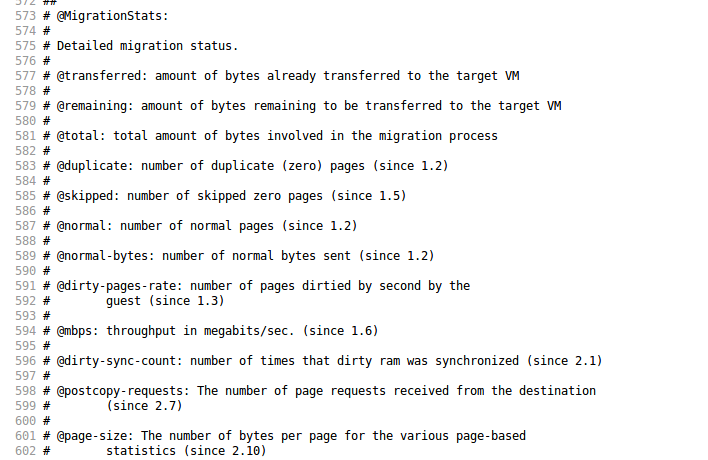 572 ##
573 # @MigrationStats:
574 #
575 # Detailed migration status.
576 #
577 # @transferred: amount of bytes already transferred to the target VM
578 #
579 # @remaining: amount of bytes remaining to be transferred to the target VM
580 #
581 # @total: total amount of bytes involved in the migration process
582 #
583 # @duplicate: number of duplicate (zero) pages (since 1.2)
584 #
585 # @skipped: number of skipped zero pages (since 1.5)
586 #
587 # @normal: number of normal pages (since 1.2)
588 #
589 # @normal-bytes: number of normal bytes sent (since 1.2)
590 #
591 # @dirty-pages-rate: number of pages dirtied by second by the
592 #        guest (since 1.3)
593 #
594 # @mbps: throughput in megabits/sec. (since 1.6)
595 #
596 # @dirty-sync-count: number of times that dirty ram was synchronized (since 2.1)
597 #
598 # @postcopy-requests: The number of page requests received from the destination
599 #        (since 2.7)
600 #
601 # @page-size: The number of bytes per page for the various page-based
602 #        statistics (since 2.10)